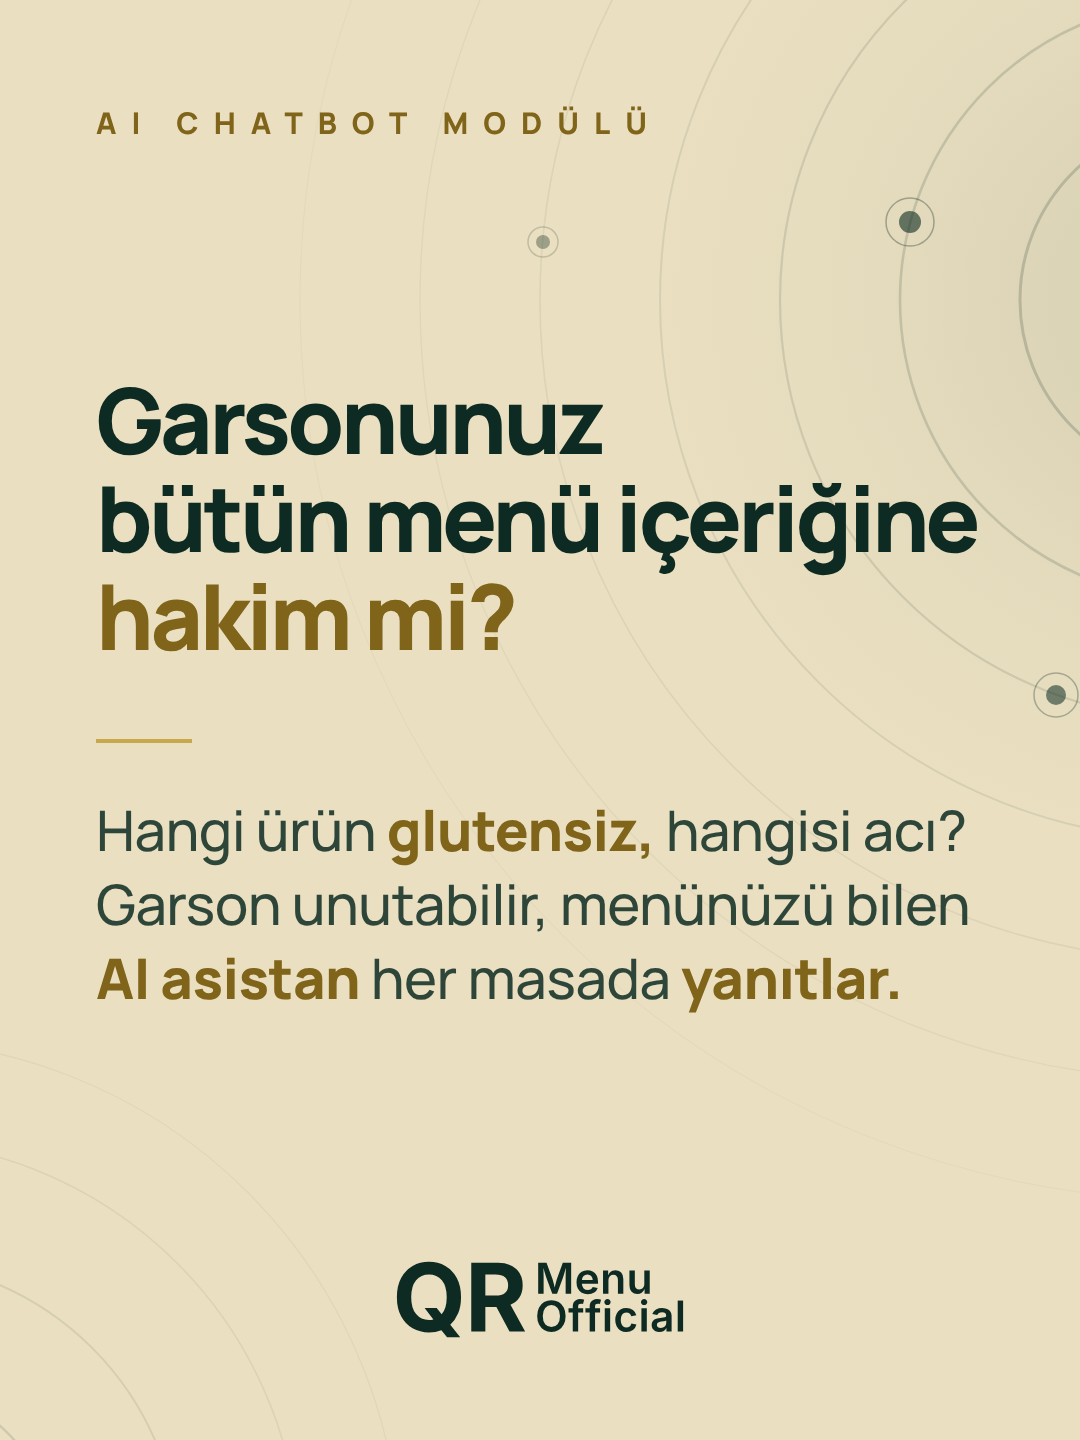 AI CHATBOT MODÜLÜ
Garsonunuz
bütün menü içeriğine
hakim mi?
Hangi ürün glutensiz, hangisi acı?
Garson unutabilir, menünüzü bilen
AI asistan her masada yanıtlar.
QR Menu
Official